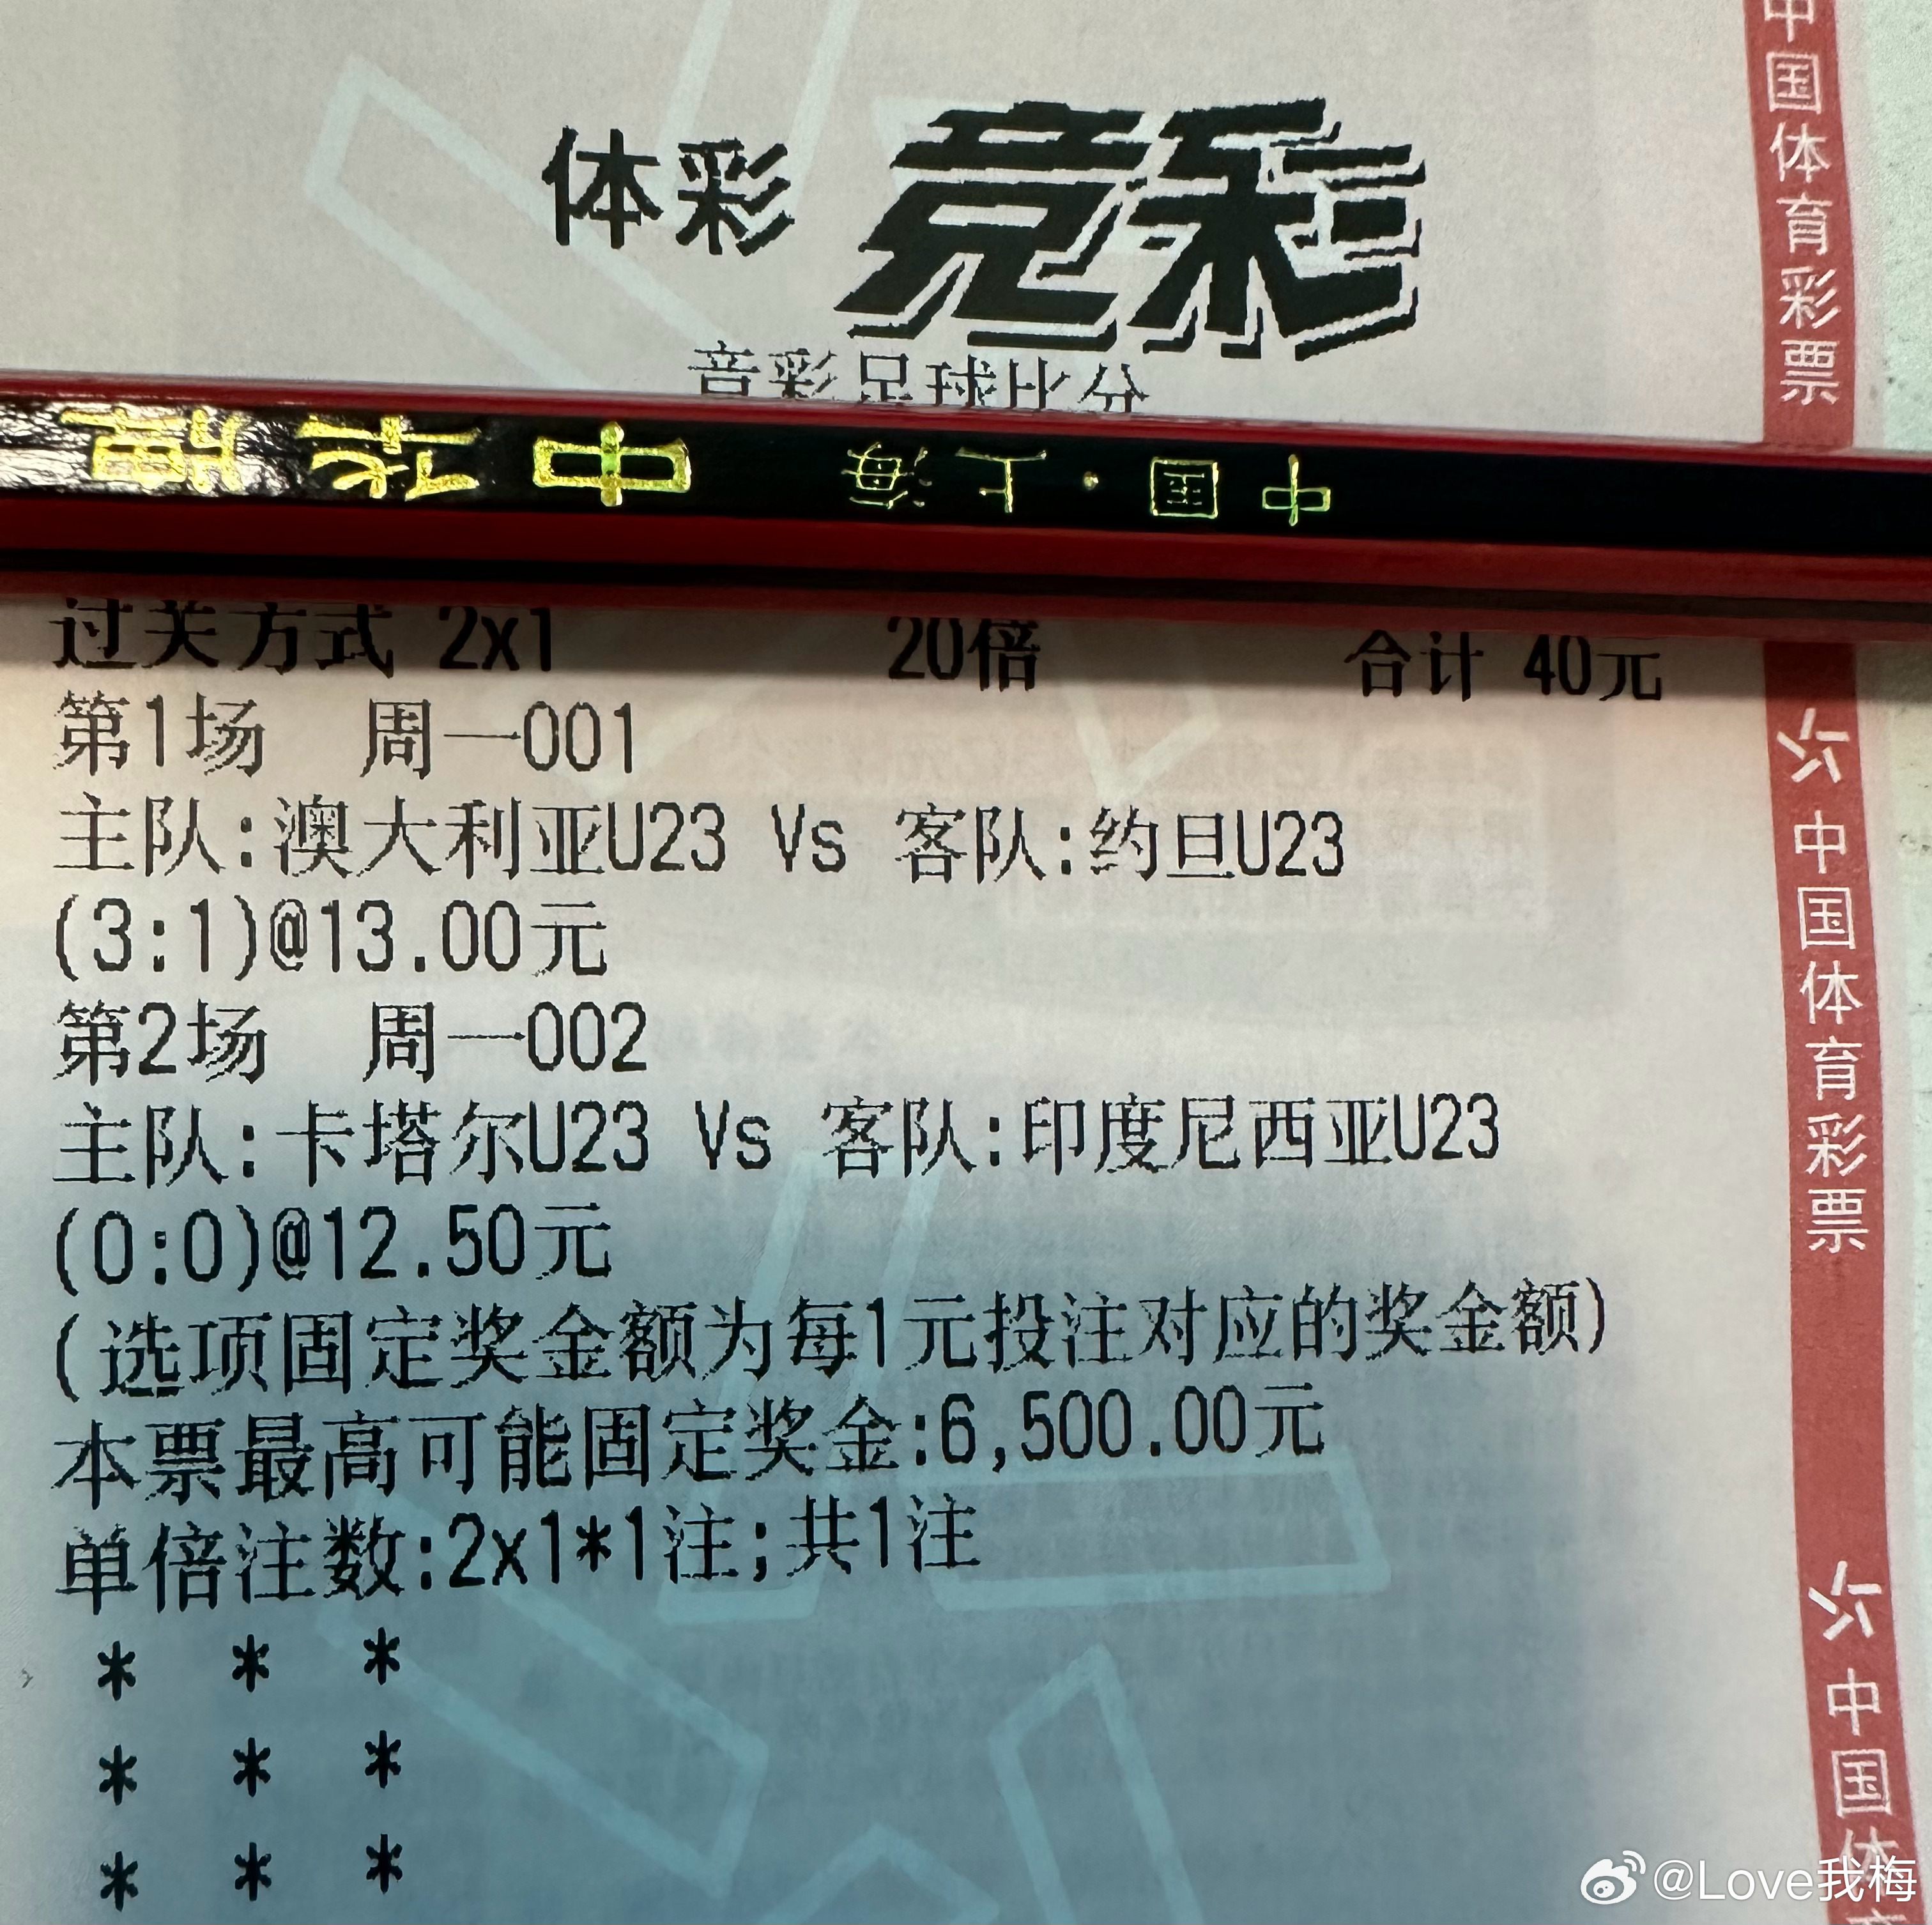 体彩 竞彩
竞彩足球比分
中国·上海 中华牌
过关方式 2x1 20倍 合计 40元
第1场 周一001
主队:澳大利亚U23 Vs 客队:约旦U23
(3:1)@13.00元
第2场 周一002
主队:卡塔尔U23 Vs 客队:印度尼西亚U23
(0:0)@12.50元
(选项固定奖金额为每1元投注对应的奖金额)
本票最高可能固定奖金:6,500.00元
单倍注数:2x1*1注;共1注
* * *
* * *
* * *
中国体育彩票
中国体育彩票
中国体
@Love我梅